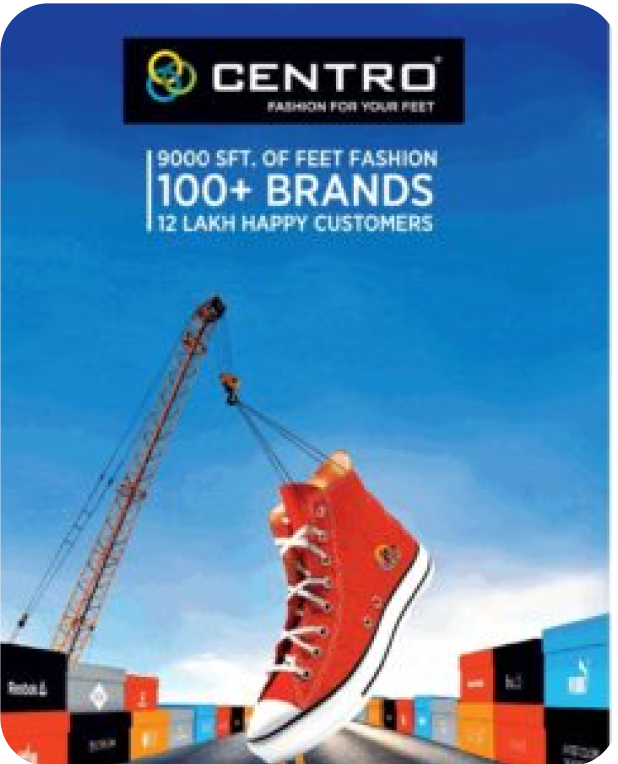 CENTRO
FASHION FOR YOUR FEET
9000 SFT. OF FEET FASHION
100+ BRANDS
12 LAKH HAPPY CUSTOMERS
Reebok